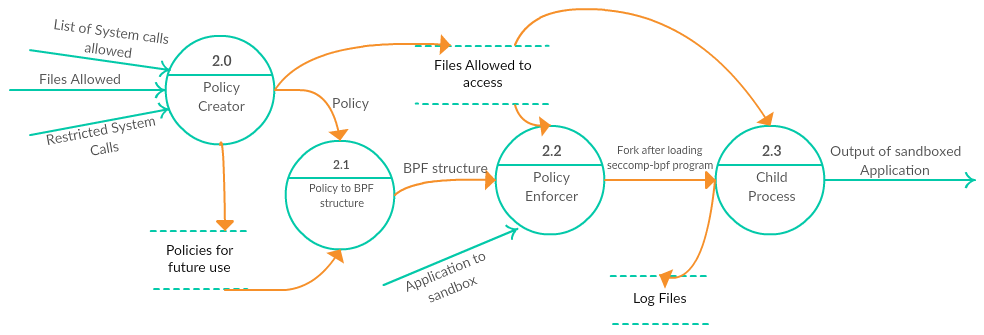 List of System calls
allowed
Files Allowed
Restricted System
Calls
2.0
Policy
Creator
Policy
Files Allowed to
access
2.1
Policy to BPF
structure
BPF structure
2.2
Policy
Enforcer
Fork after loading
seccomp-bpf program
2.3
Child
Process
Output of sandboxed
Application
Policies for
future use
Application to
sandbox
Log Files